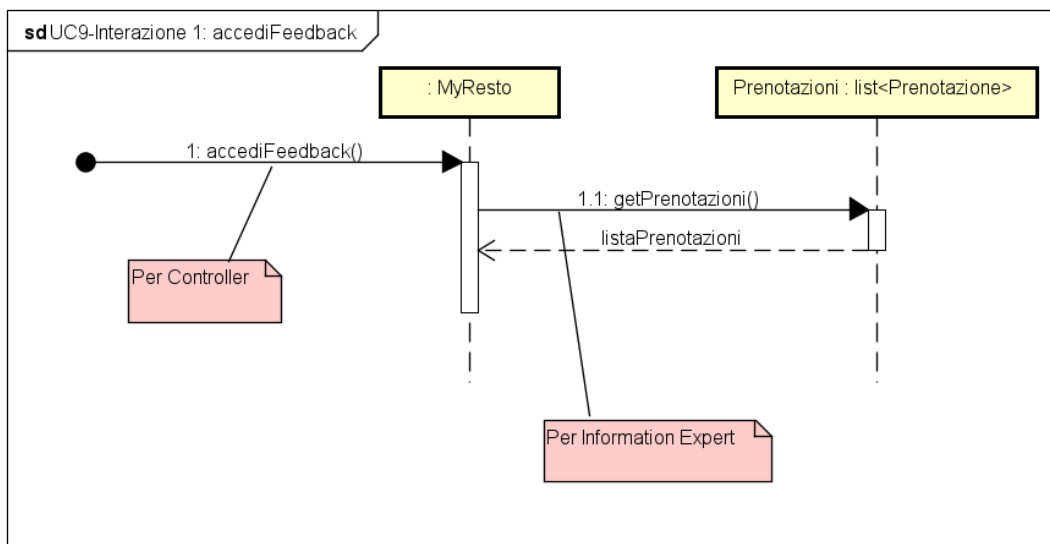 sd UC9-Interazione 1: accediFeedback
: MyResto
Prenotazioni : list<Prenotazione>
1: accediFeedback()
1.1: getPrenotazioni()
listaPrenotazioni
Per Controller
Per Information Expert